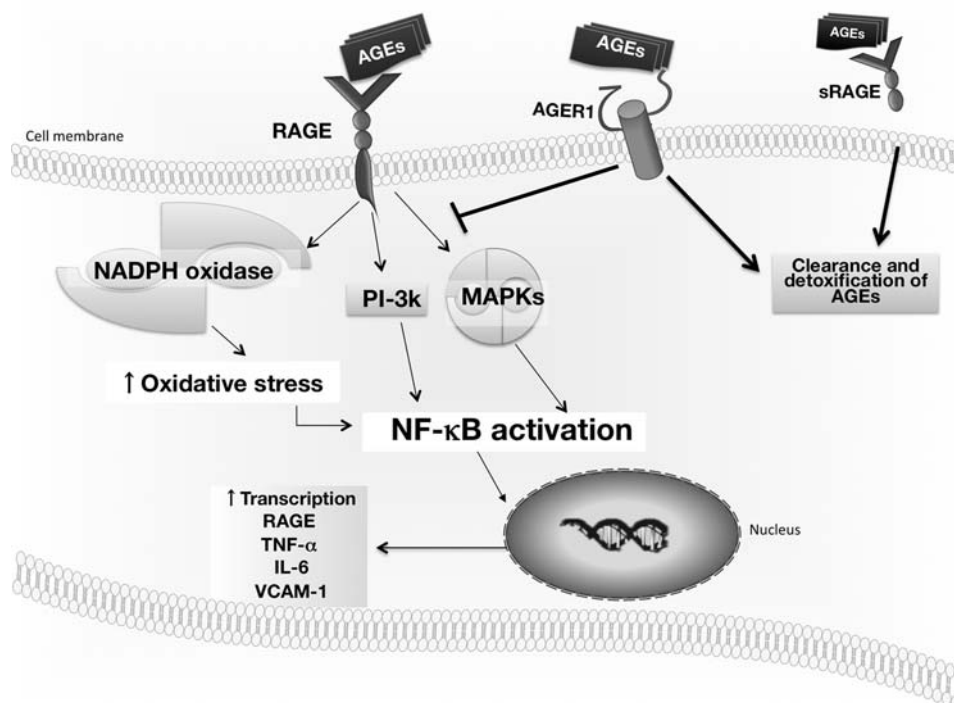 AGEs
AGEs
AGEs
sRAGE
AGER1
RAGE
Cell membrane
NADPH oxidase
PI-3k
MAPKs
Clearance and
detoxification of
AGEs
↑ Oxidative stress
NF-κB activation
↑ Transcription
RAGE
TNF-α
IL-6
VCAM-1
Nucleus